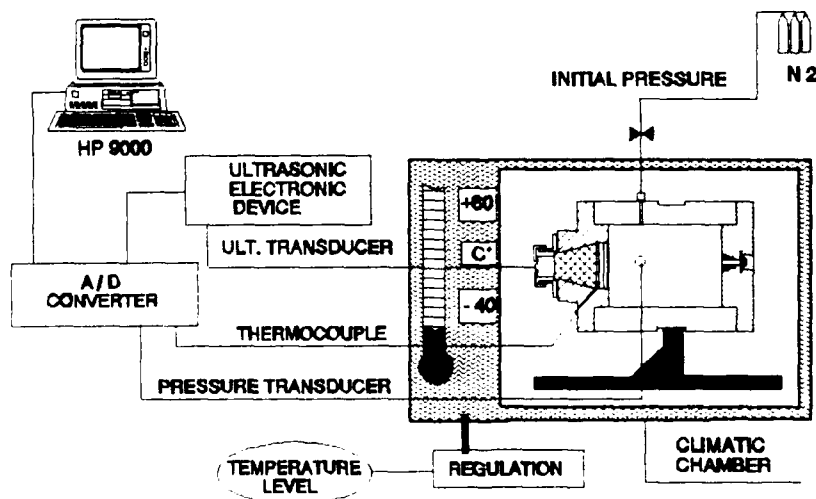 INITIAL PRESSURE
N 2
HP 9000
ULTRASONIC
ELECTRONIC
DEVICE
+60
ULT. TRANSDUCER
C°
A / D
CONVERTER
- 40
THERMOCOUPLE
PRESSURE TRANSDUCER
CLIMATIC
CHAMBER
TEMPERATURE
LEVEL
REGULATION